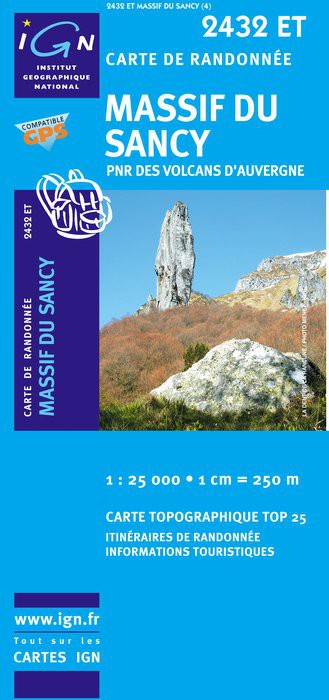 2432 ET MASSIF DU SANCY (4)
2432 ET
IGN
INSTITUT
GEOGRAPHIQUE
NATIONAL
CARTE DE RANDONNÉE
COMPATIBLE
GPS
MASSIF DU
SANCY
PNR DES VOLCANS D'AUVERGNE
2432 ET
CARTE DE RANDONNÉE
MASSIF DU SANCY
1 : 25 000 • 1 cm = 250 m
CARTE TOPOGRAPHIQUE TOP 25
ITINÉRAIRES DE RANDONNÉE
INFORMATIONS TOURISTIQUES
www.ign.fr
Tout sur les
CARTES IGN